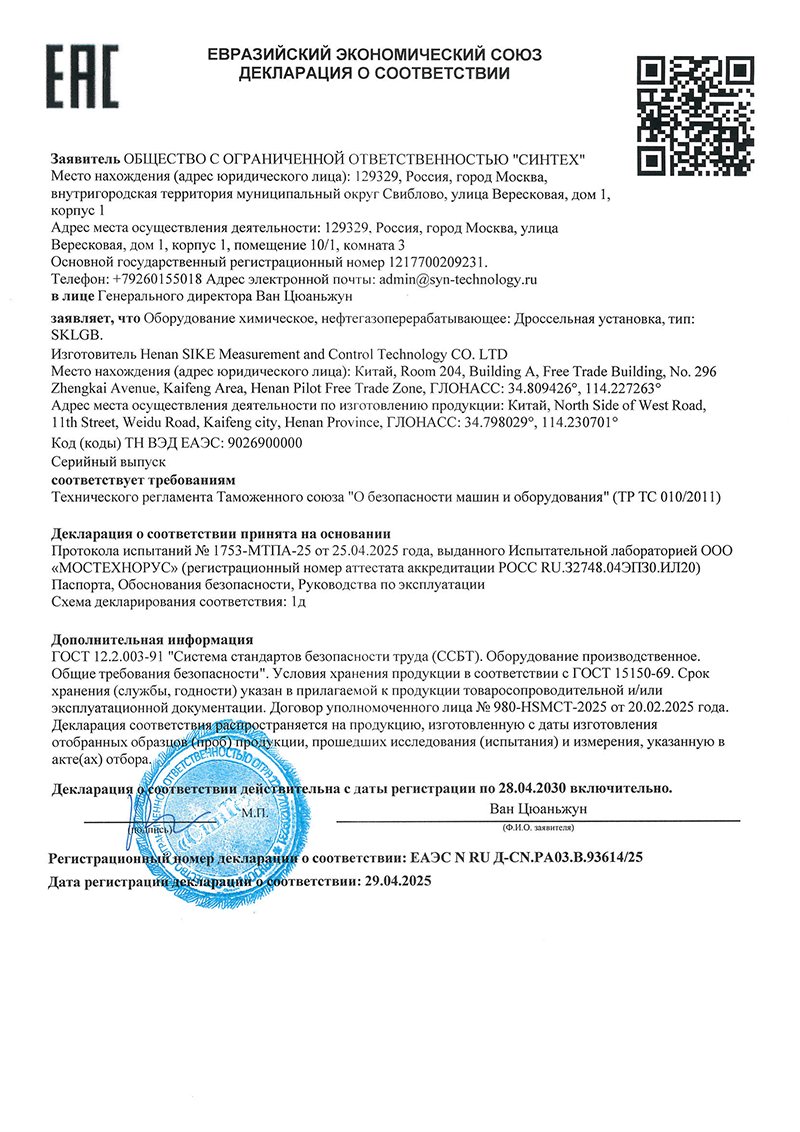 EAC
ЕВРАЗИЙСКИЙ ЭКОНОМИЧЕСКИЙ СОЮЗ
ДЕКЛАРАЦИЯ О СООТВЕТСТВИИ
Заявитель ОБЩЕСТВО С ОГРАНИЧЕННОЙ ОТВЕТСТВЕННОСТЬЮ "СИНТЕХ"
Место нахождения (адрес юридического лица): 129329, Россия, город Москва,
внутригородская территория муниципальный округ Свиблово, улица Вересковая, дом 1,
корпус 1
Адрес места осуществления деятельности: 129329, Россия, город Москва, улица
Вересковая, дом 1, корпус 1, помещение 10/1, комната 3
Основной государственный регистрационный номер 1217700209231.
Телефон: +79260155018 Адрес электронной почты: admin@syn-technology.ru
в лице Генерального директора Ван Цюаньжун
заявляет, что Оборудование химическое, нефтегазоперерабатывающее: Дроссельная установка, тип:
SKLGB.
Изготовитель Henan SIKE Measurement and Control Technology CO. LTD
Место нахождения (адрес юридического лица): Китай, Room 204, Building A, Free Trade Building, No. 296
Zhengkai Avenue, Kaifeng Area, Henan Pilot Free Trade Zone, ГЛОНАСС: 34.809426°, 114.227263°
Адрес места осуществления деятельности по изготовлению продукции: Китай, North Side of West Road,
11th Street, Weidu Road, Kaifeng city, Henan Province, ГЛОНАСС: 34.798029°, 114.230701°
Код (коды) ТН ВЭД ЕАЭС: 9026900000
Серийный выпуск
соответствует требованиям
Технического регламента Таможенного союза "О безопасности машин и оборудования" (ТР ТС 010/2011)
Декларация о соответствии принята на основании
Протокола испытаний № 1753-МТПА-25 от 25.04.2025 года, выданного Испытательной лабораторией ООО
«МОСТЕХНОРУС» (регистрационный номер аттестата аккредитации РОСС RU.32748.04ЭПЗ0.ИЛ20)
Паспорта, Обоснования безопасности, Руководства по эксплуатации
Схема декларирования соответствия: 1д
Дополнительная информация
ГОСТ 12.2.003-91 "Система стандартов безопасности труда (ССБТ). Оборудование производственное.
Общие требования безопасности". Условия хранения продукции в соответствии с ГОСТ 15150-69. Срок
хранения (службы, годности) указан в прилагаемой к продукции товаросопроводительной и/или
эксплуатационной документации. Договор уполномоченного лица № 980-HSMCT-2025 от 20.02.2025 года.
Декларация соответствия распространяется на продукцию, изготовленную с даты изготовления
отобранных образцов (проб) продукции, прошедших исследования (испытания) и измерения, указанную в
акте(ах) отбора.
Декларация о соответствии действительна с даты регистрации по 28.04.2030 включительно.
М.П.
Ван Цюаньжун
(подпись)
(Ф.И.О. заявителя)
Регистрационный номер декларации о соответствии: ЕАЭС N RU Д-CN.РА03.В.93614/25
Дата регистрации декларации о соответствии: 29.04.2025